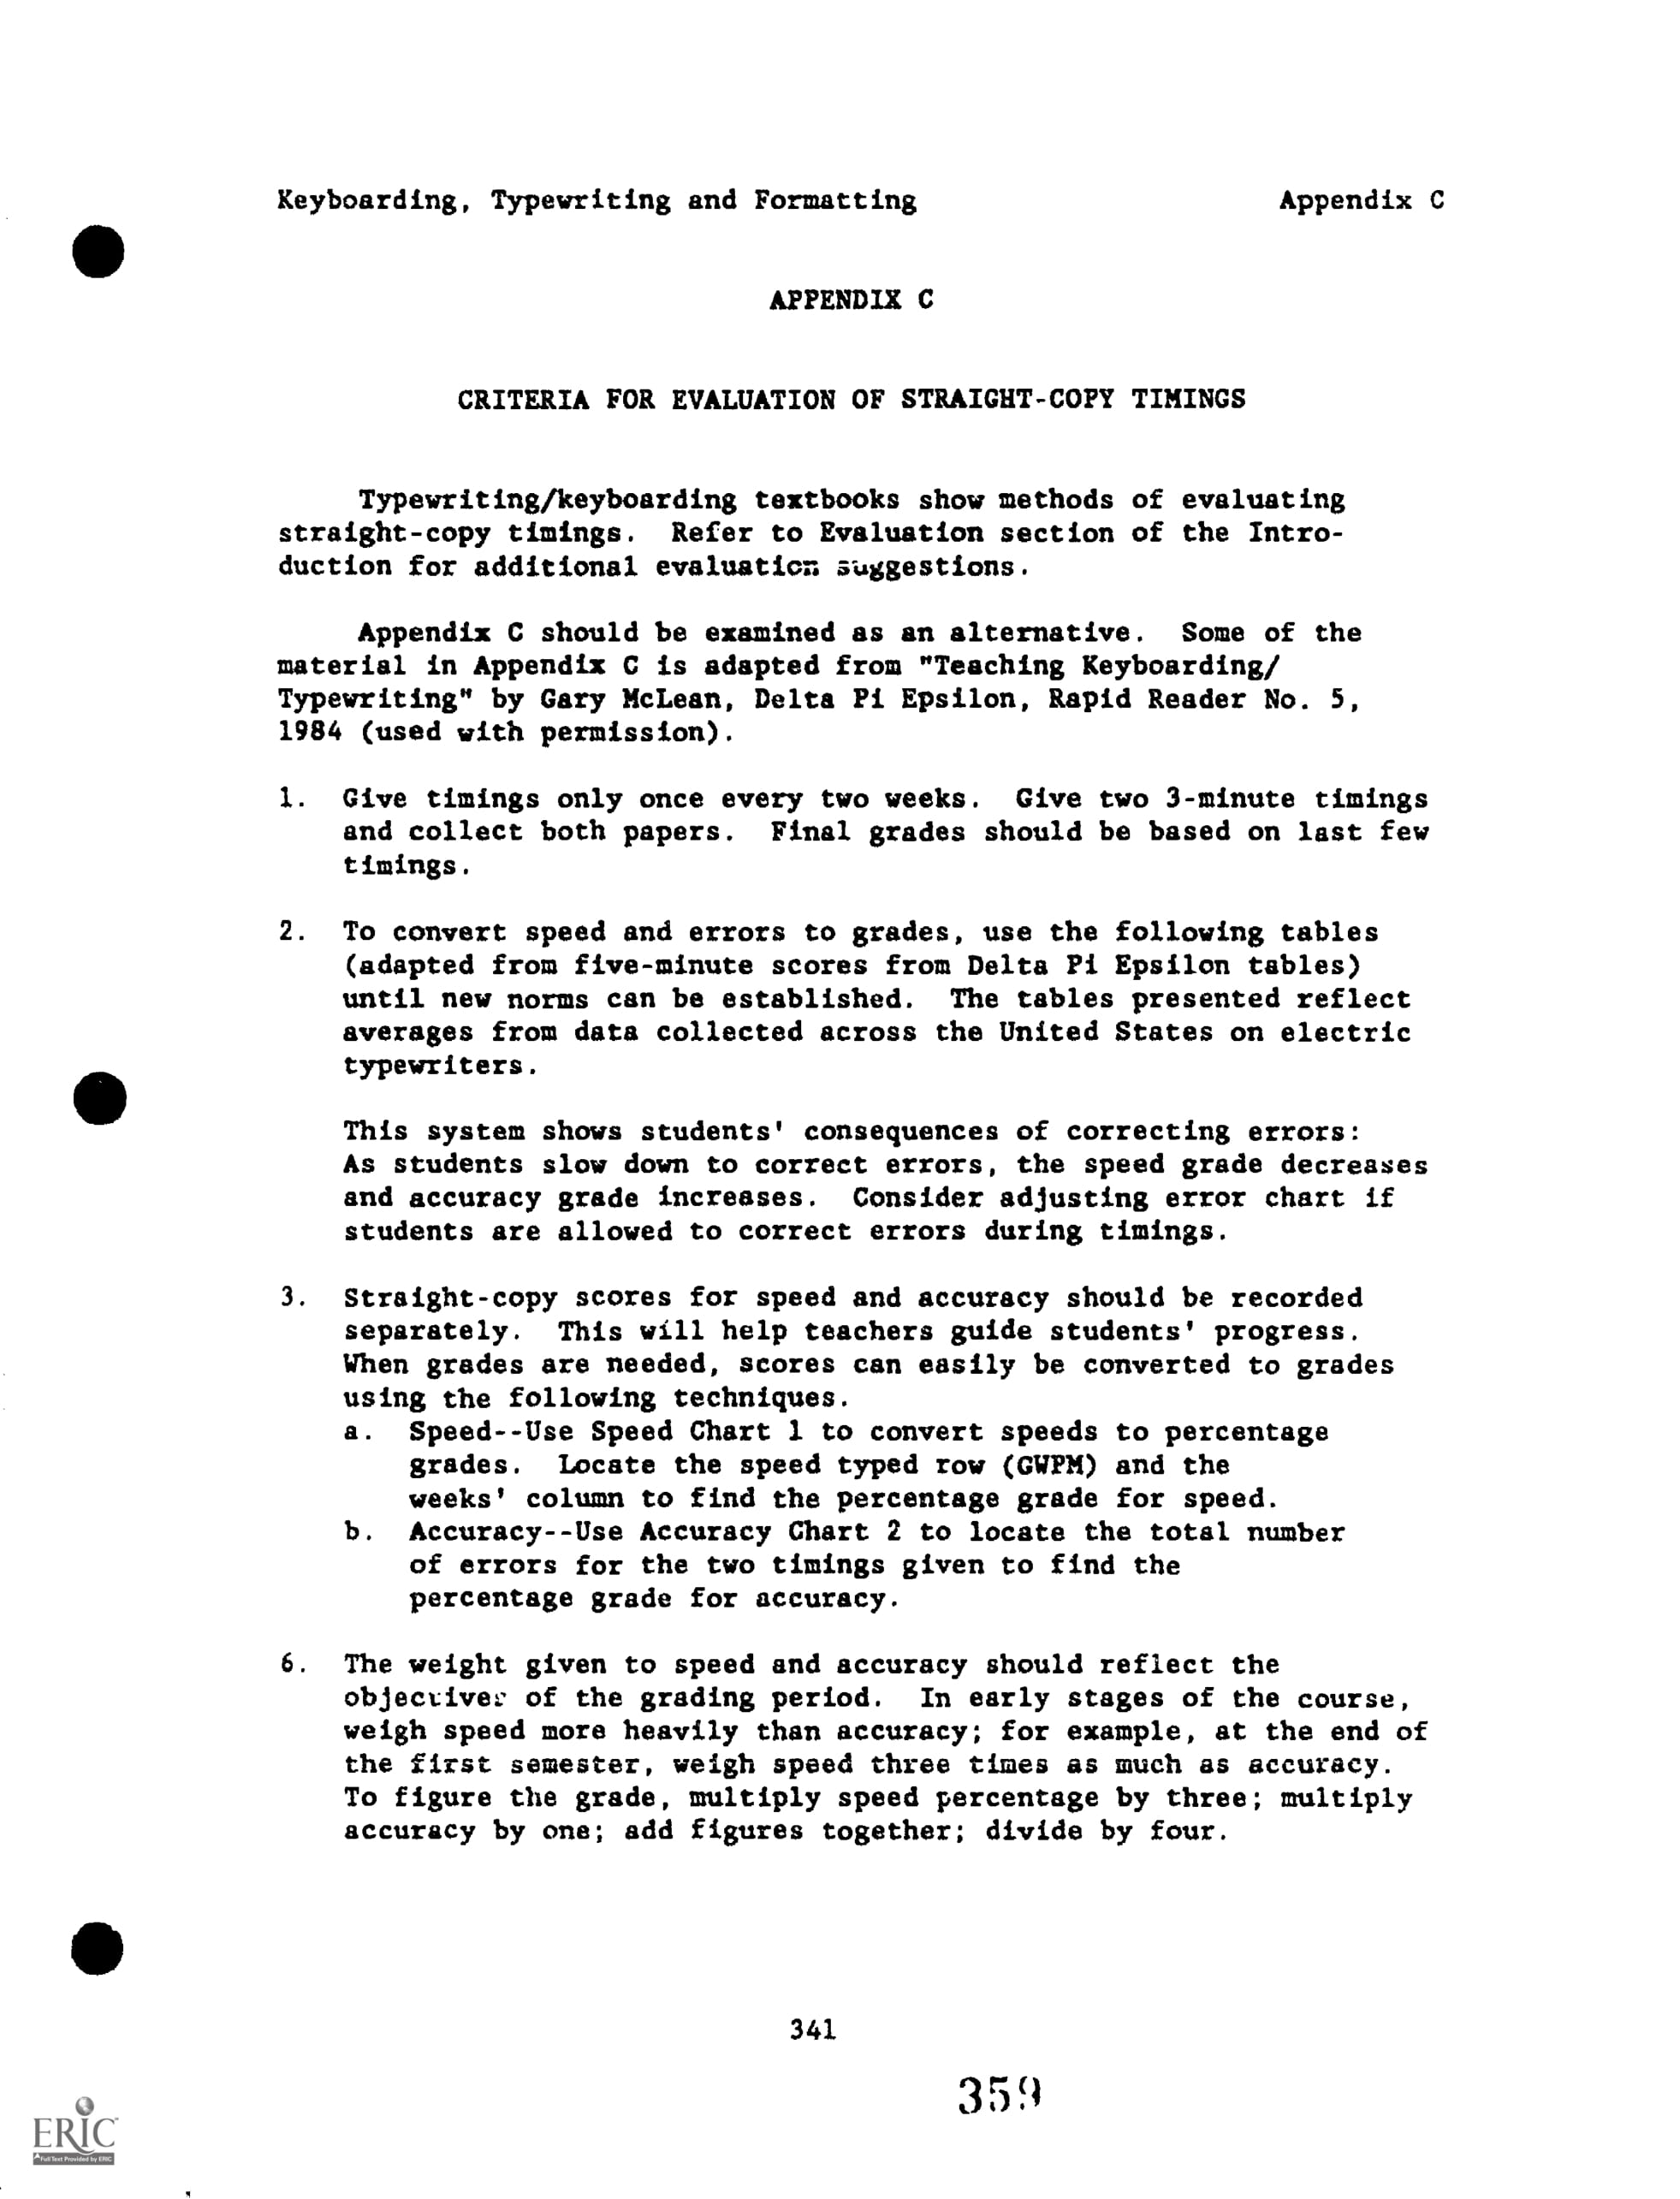 Keyboarding, Typewriting and Formatting Appendix C
APPENDIX C
CRITERIA FOR EVALUATION OF STRAIGHT-COPY TIMINGS
Typewriting/keyboarding textbooks show methods of evaluating
straight-copy timings. Refer to Evaluation section of the Intro-
duction for additional evaluation suggestions.
Appendix C should be examined as an alternative. Some of the
material in Appendix C is adapted from "Teaching Keyboarding/
Typewriting" by Gary McLean, Delta Pi Epsilon, Rapid Reader No. 5,
1984 (used with permission).
1. Give timings only once every two weeks. Give two 3-minute timings
and collect both papers. Final grades should be based on last few
timings.
2. To convert speed and errors to grades, use the following tables
(adapted from five-minute scores from Delta Pi Epsilon tables)
until new norms can be established. The tables presented reflect
averages from data collected across the United States on electric
typewriters.
This system shows students' consequences of correcting errors:
As students slow down to correct errors, the speed grade decreases
and accuracy grade increases. Consider adjusting error chart if
students are allowed to correct errors during timings.
3. Straight-copy scores for speed and accuracy should be recorded
separately. This will help teachers guide students' progress.
When grades are needed, scores can easily be converted to grades
using the following techniques.
a. Speed--Use Speed Chart 1 to convert speeds to percentage
grades. Locate the speed typed row (GWPM) and the
weeks' column to find the percentage grade for speed.
b. Accuracy--Use Accuracy Chart 2 to locate the total number
of errors for the two timings given to find the
percentage grade for accuracy.
6. The weight given to speed and accuracy should reflect the
objectives of the grading period. In early stages of the course,
weigh speed more heavily than accuracy; for example, at the end of
the first semester, weigh speed three times as much as accuracy.
To figure the grade, multiply speed percentage by three; multiply
accuracy by one; add figures together; divide by four.
341
359
ERIC
Full Text Provided by ERIC